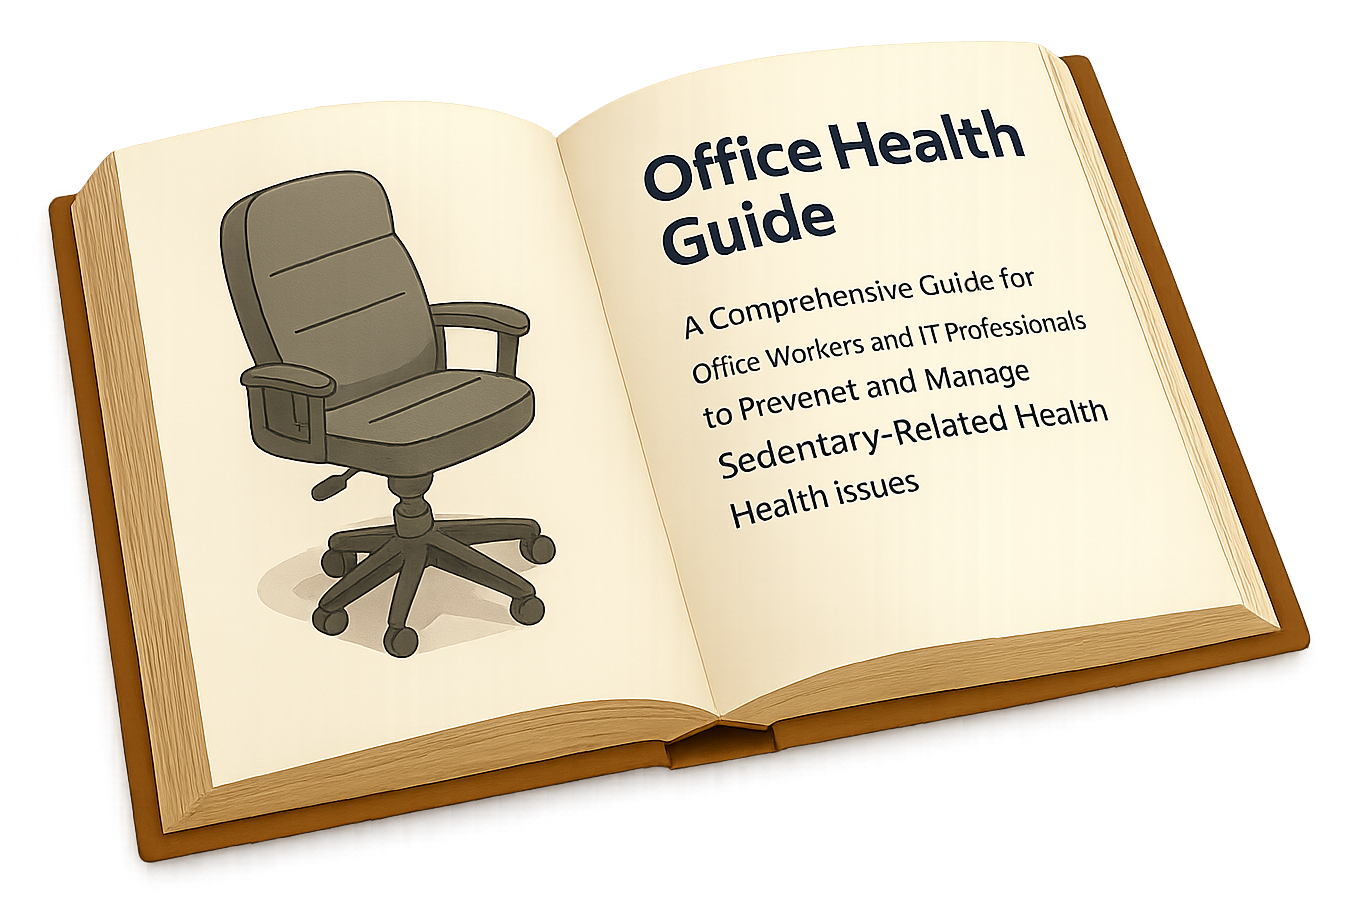 Office Health
Guide
A Comprehensive Guide for
Office Workers and IT Professionals
to Prevenet and Manage
Sedentary-Related Health
Health issues